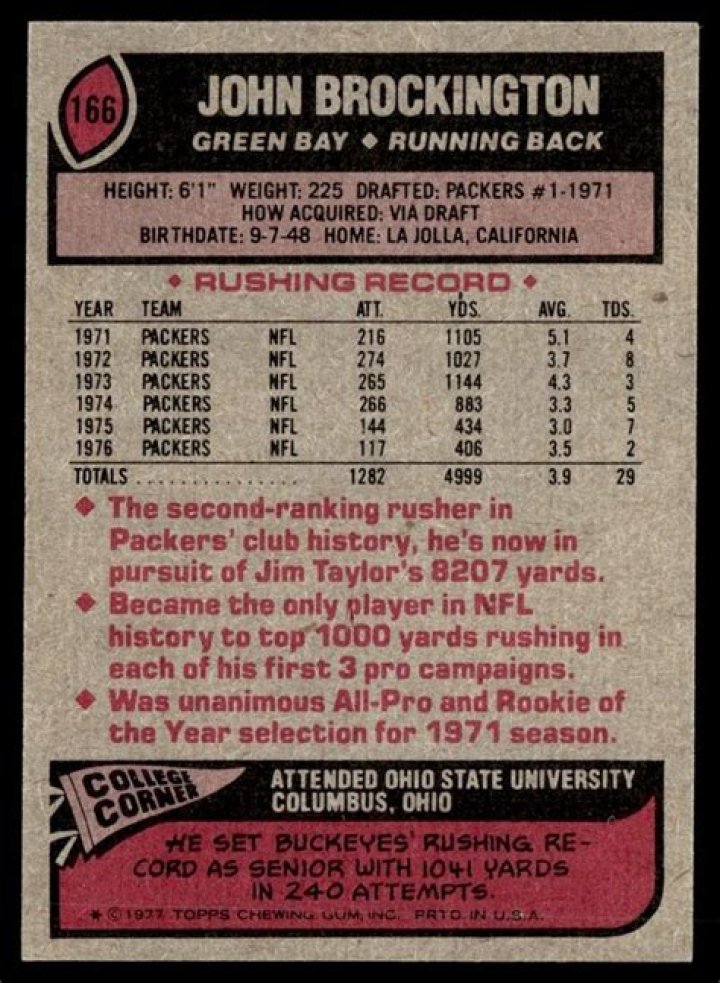 166
JOHN BROCKINGTON
GREEN BAY ◆ RUNNING BACK
HEIGHT: 6'1" WEIGHT: 225 DRAFTED: PACKERS #1-1971
HOW ACQUIRED: VIA DRAFT
BIRTHDATE: 9-7-48 HOME: LA JOLLA, CALIFORNIA
◆ RUSHING RECORD ◆
YEAR TEAM ATT. YDS. AVG. TDS.
1971 PACKERS NFL 216 1105 5.1 4
1972 PACKERS NFL 274 1027 3.7 8
1973 PACKERS NFL 265 1144 4.3 3
1974 PACKERS NFL 266 883 3.3 5
1975 PACKERS NFL 144 434 3.0 7
1976 PACKERS NFL 117 406 3.5 2
TOTALS ............... 1282 4999 3.9 29
◆ The second-ranking rusher in
Packers' club history, he's now in
pursuit of Jim Taylor's 8207 yards.
◆ Became the only player in NFL
history to top 1000 yards rushing in
each of his first 3 pro campaigns.
◆ Was unanimous All-Pro and Rookie of
the Year selection for 1971 season.
COLLEGE
CORNER
ATTENDED OHIO STATE UNIVERSITY
COLUMBUS, OHIO
HE SET BUCKEYES' RUSHING RE-
CORD AS SENIOR WITH 1041 YARDS
IN 240 ATTEMPTS.
* © 1977 TOPPS CHEWING GUM, INC. PRTD. IN U.S.A.